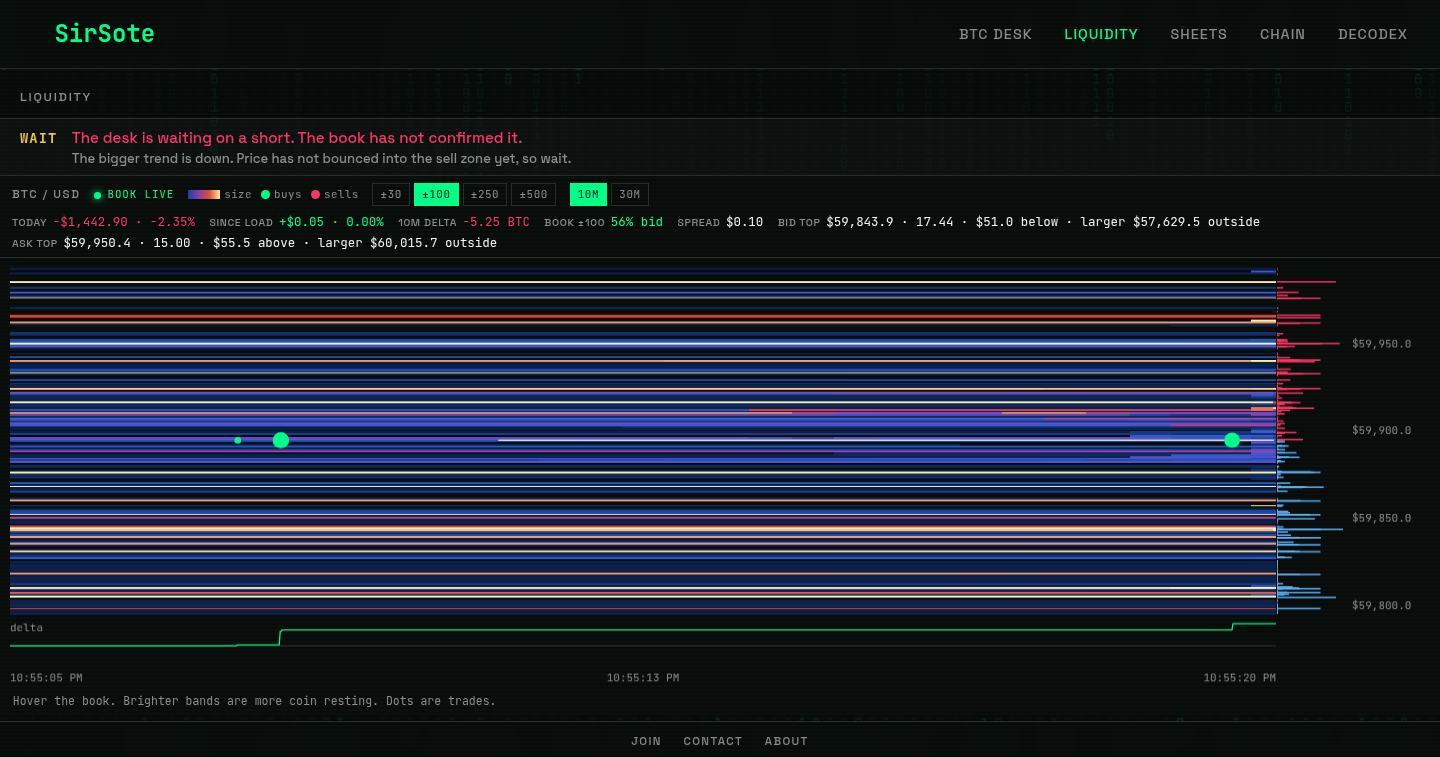 SirSote
BTC DESK LIQUIDITY SHEETS CHAIN DECODEX
LIQUIDITY
WAIT The desk is waiting on a short. The book has not confirmed it.
The bigger trend is down. Price has not bounced into the sell zone yet, so wait.
BTC / USD BOOK LIVE size buys sells ±30 ±100 ±250 ±500 10M 30M
TODAY -$1,442.90 · -2.35% SINCE LOAD +$0.05 · 0.00% 10M DELTA -5.25 BTC BOOK ±100 56% bid SPREAD $0.10 BID TOP $59,843.9 · 17.44 · $51.0 below · larger $57,629.5 outside
ASK TOP $59,950.4 · 15.00 · $55.5 above · larger $60,015.7 outside
$59,950.0
$59,900.0
$59,850.0
$59,800.0
delta
10:55:05 PM 10:55:13 PM 10:55:20 PM
Hover the book. Brighter bands are more coin resting. Dots are trades.
JOIN CONTACT ABOUT